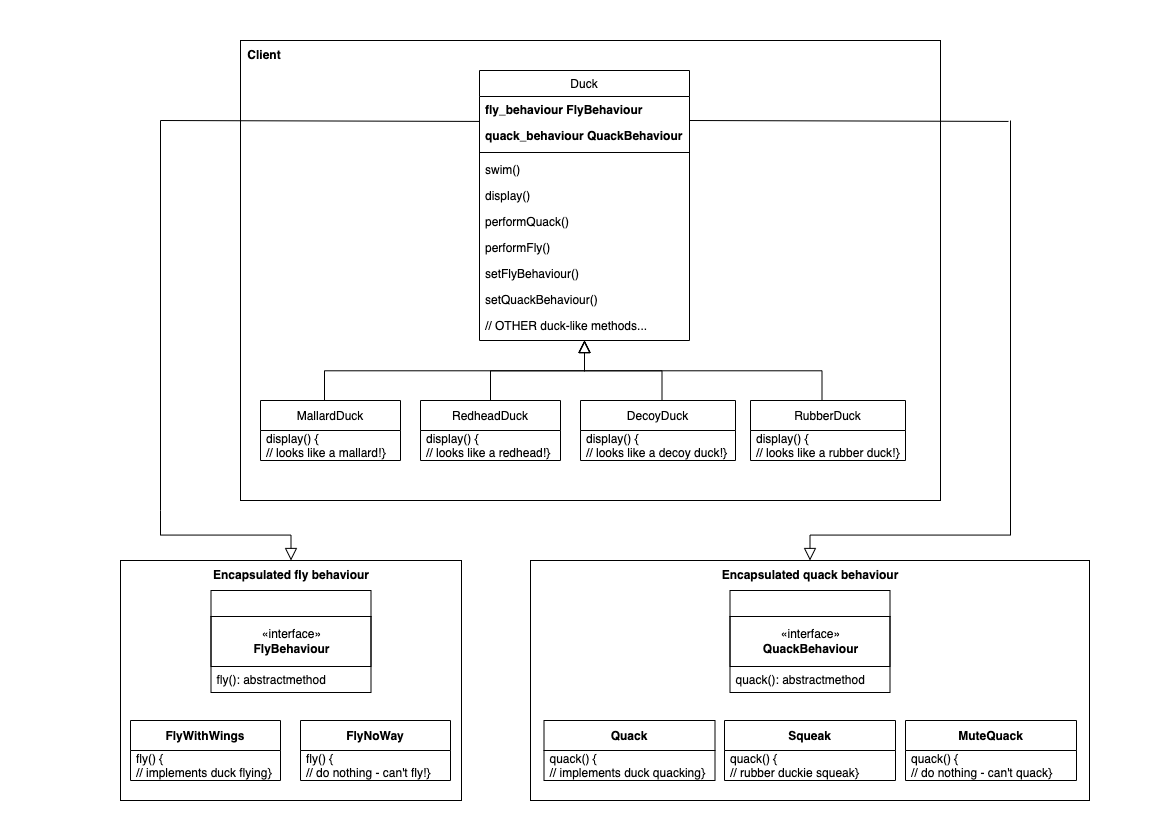 Client
Duck
fly_behaviour FlyBehaviour
quack_behaviour QuackBehaviour
swim()
display()
performQuack()
performFly()
setFlyBehaviour()
setQuackBehaviour()
// OTHER duck-like methods...
MallardDuck
display() {
// looks like a mallard!}
RedheadDuck
display() {
// looks like a redhead!}
DecoyDuck
display() {
// looks like a decoy duck!}
RubberDuck
display() {
// looks like a rubber duck!}
Encapsulated fly behaviour
«interface»
FlyBehaviour
fly(): abstractmethod
FlyWithWings
fly() {
// implements duck flying}
FlyNoWay
fly() {
// do nothing - can't fly!}
Encapsulated quack behaviour
«interface»
QuackBehaviour
quack(): abstractmethod
Quack
quack() {
// implements duck quacking}
Squeak
quack() {
// rubber duckie squeak}
MuteQuack
quack() {
// do nothing - can't quack}